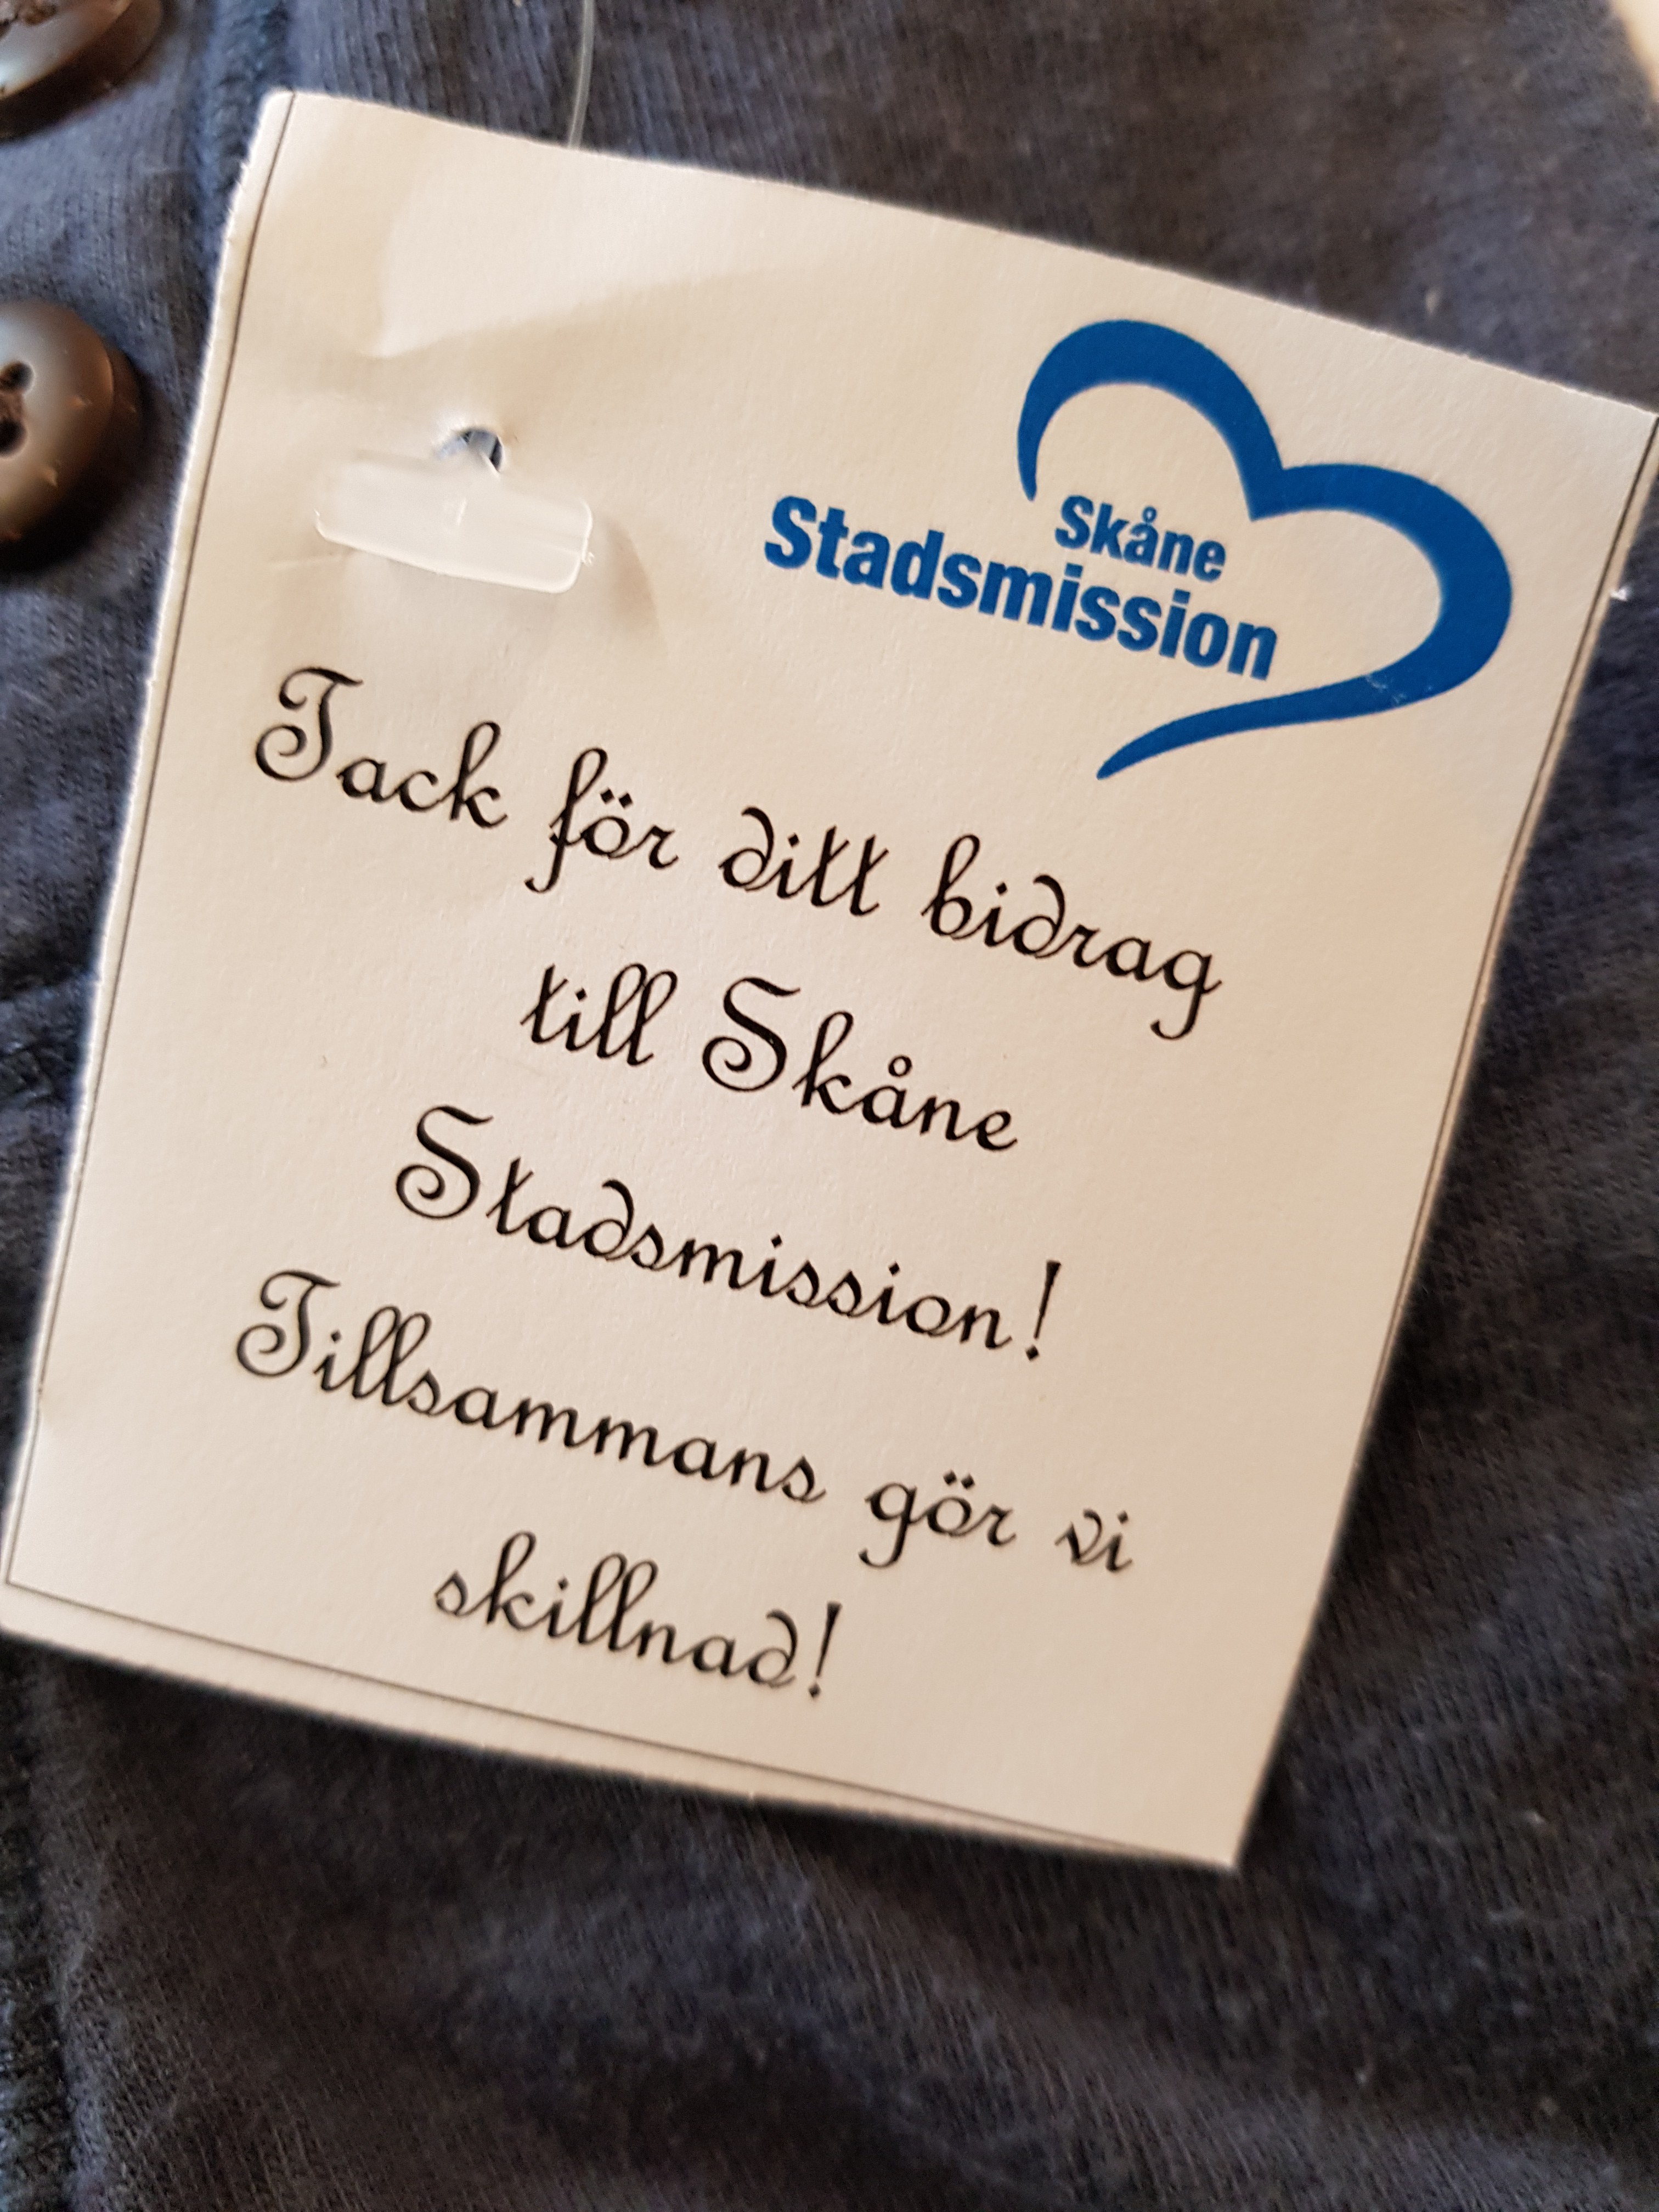 Skåne
Stadsmission
Tack för ditt bidrag
till Skåne
Stadsmission!
Tillsammans gör vi
skillnad!